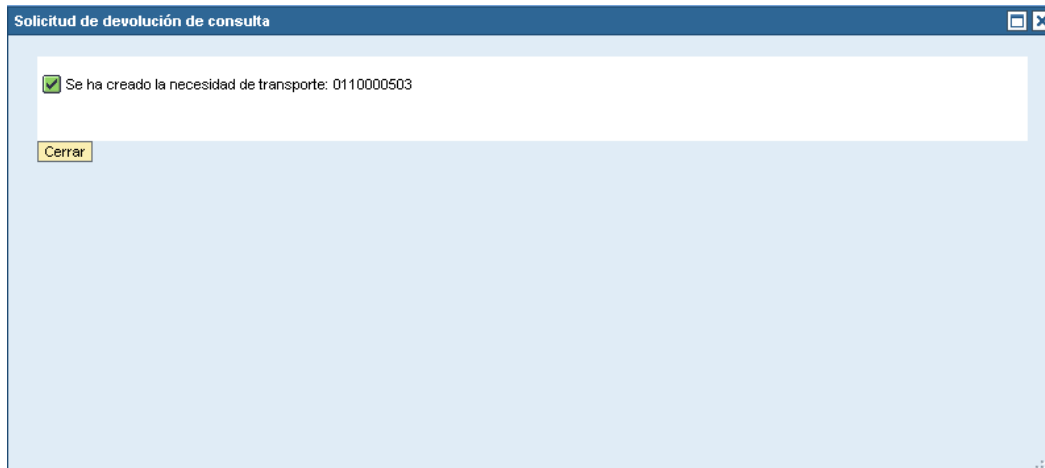 Solicitud de devolución de consulta
Se ha creado la necesidad de transporte: 0110000503
Cerrar